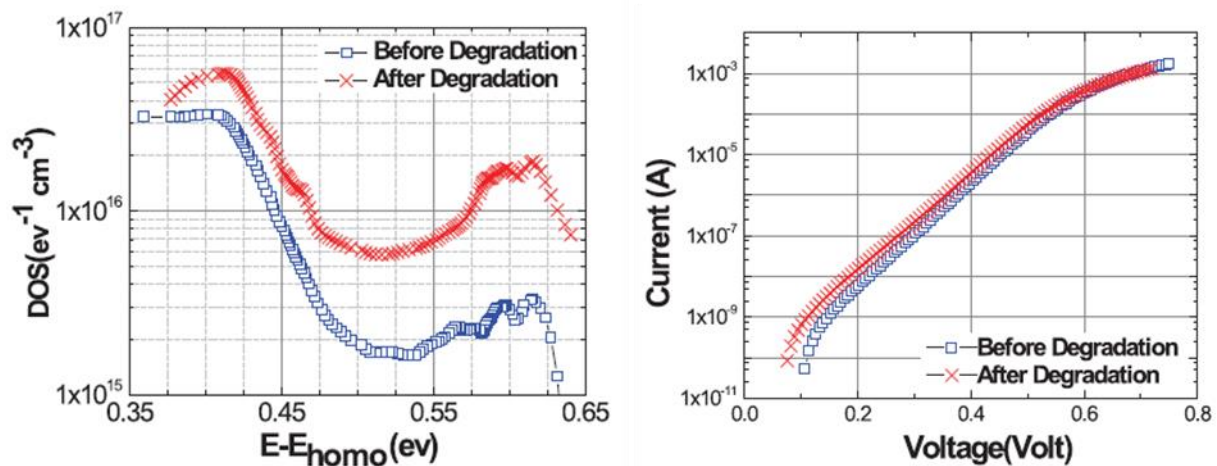 1x10^17
1x10^16
1x10^15
DOS(ev^-1 cm^-3)
Before Degradation
After Degradation
0.35 0.45 0.55 0.65
E-E_homo(ev)
1x10^-3
1x10^-5
1x10^-7
1x10^-9
1x10^-11
Current (A)
Before Degradation
After Degradation
0.0 0.2 0.4 0.6 0.8
Voltage(Volt)